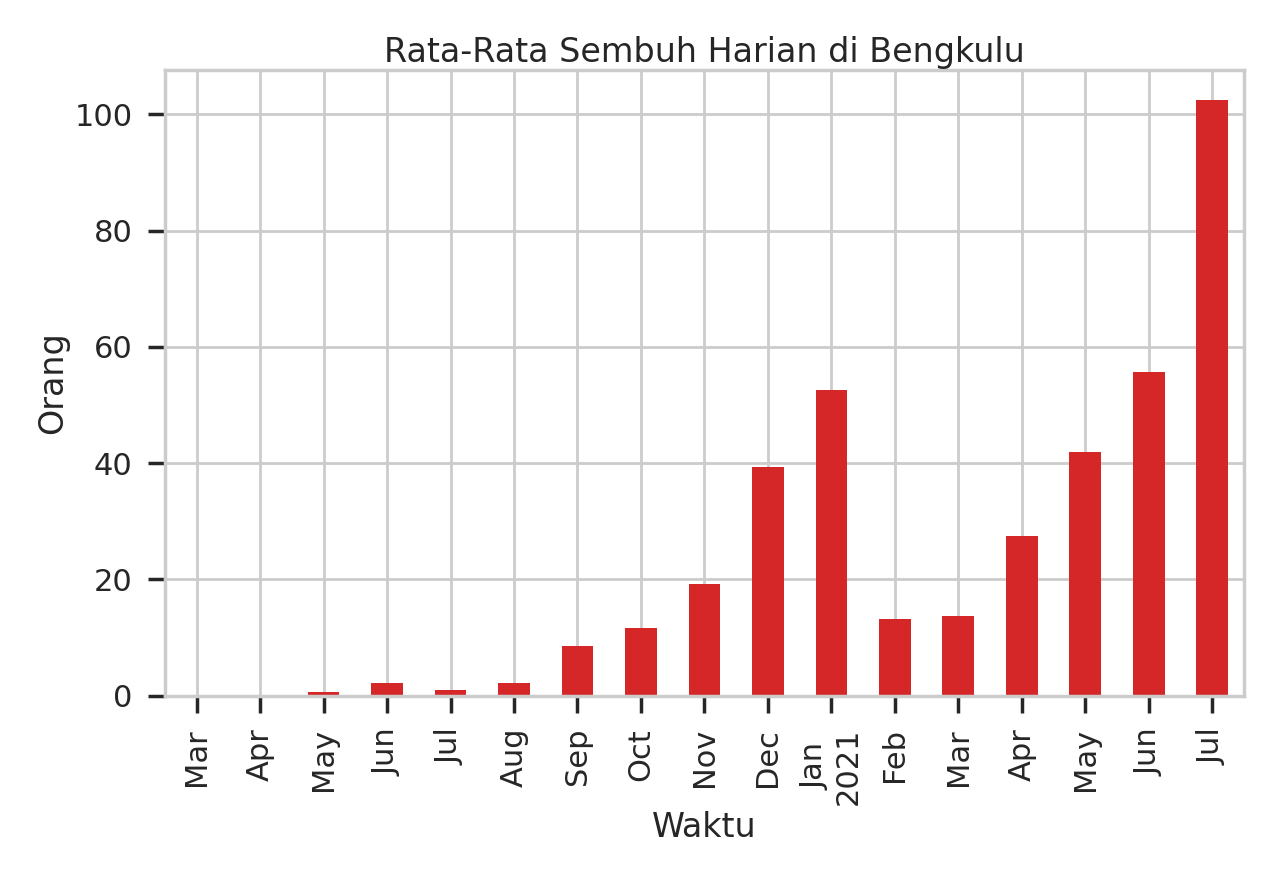 Rata-Rata Sembuh Harian di Bengkulu
Orang
100
80
60
40
20
0
Mar
Apr
May
Jun
Jul
Aug
Sep
Oct
Nov
Dec
Jan
2021
Feb
Mar
Apr
May
Jun
Jul
Waktu